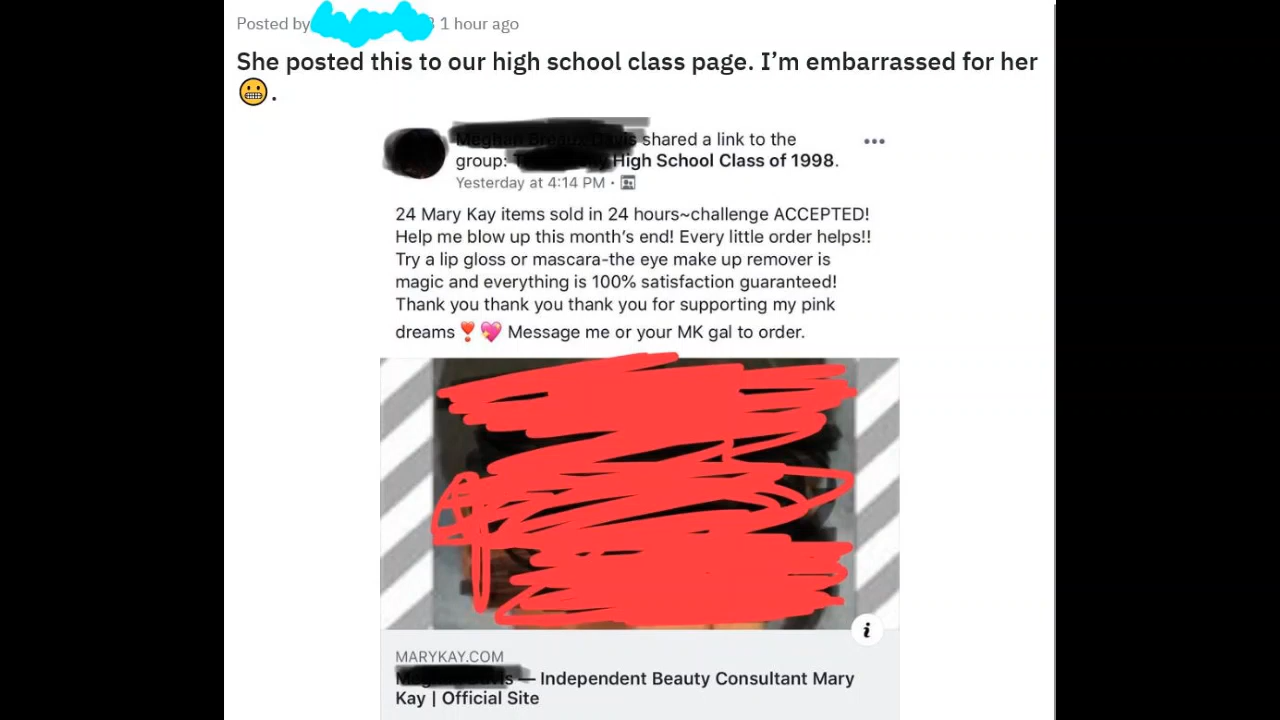 Posted by 1 hour ago
She posted this to our high school class page. I’m embarrassed for her
😬.
shared a link to the
group: High School Class of 1998.
Yesterday at 4:14 PM ·
24 Mary Kay items sold in 24 hours~challenge ACCEPTED!
Help me blow up this month’s end! Every little order helps!!
Try a lip gloss or mascara-the eye make up remover is
magic and everything is 100% satisfaction guaranteed!
Thank you thank you thank you for supporting my pink
dreams ❣️💖 Message me or your MK gal to order.
i
MARYKAY.COM
— Independent Beauty Consultant Mary
Kay | Official Site